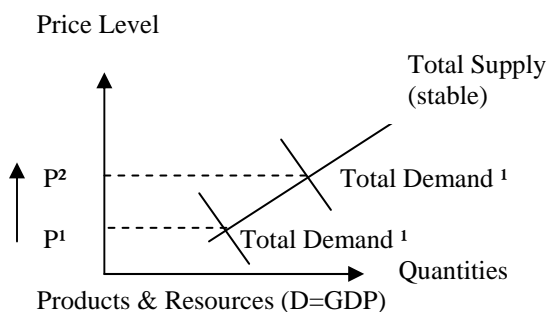 Price Level
Total Supply
(stable)
P²
Total Demand ¹
P¹
Total Demand ¹
Quantities
Products & Resources (D=GDP)